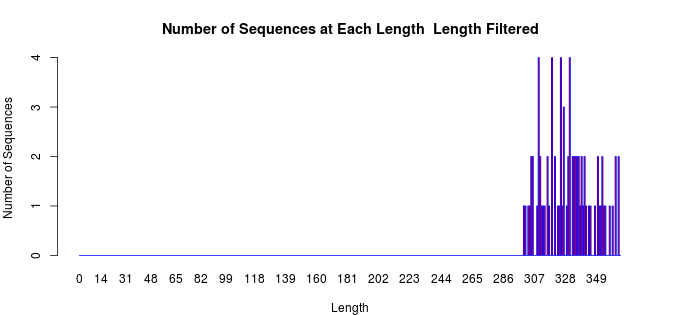 Number of Sequences at Each Length  Length Filtered
Number of Sequences
4
3
2
1
0
0 14 31 48 65 82 99 118 139 160 181 202 223 244 265 286 307 328 349
Length